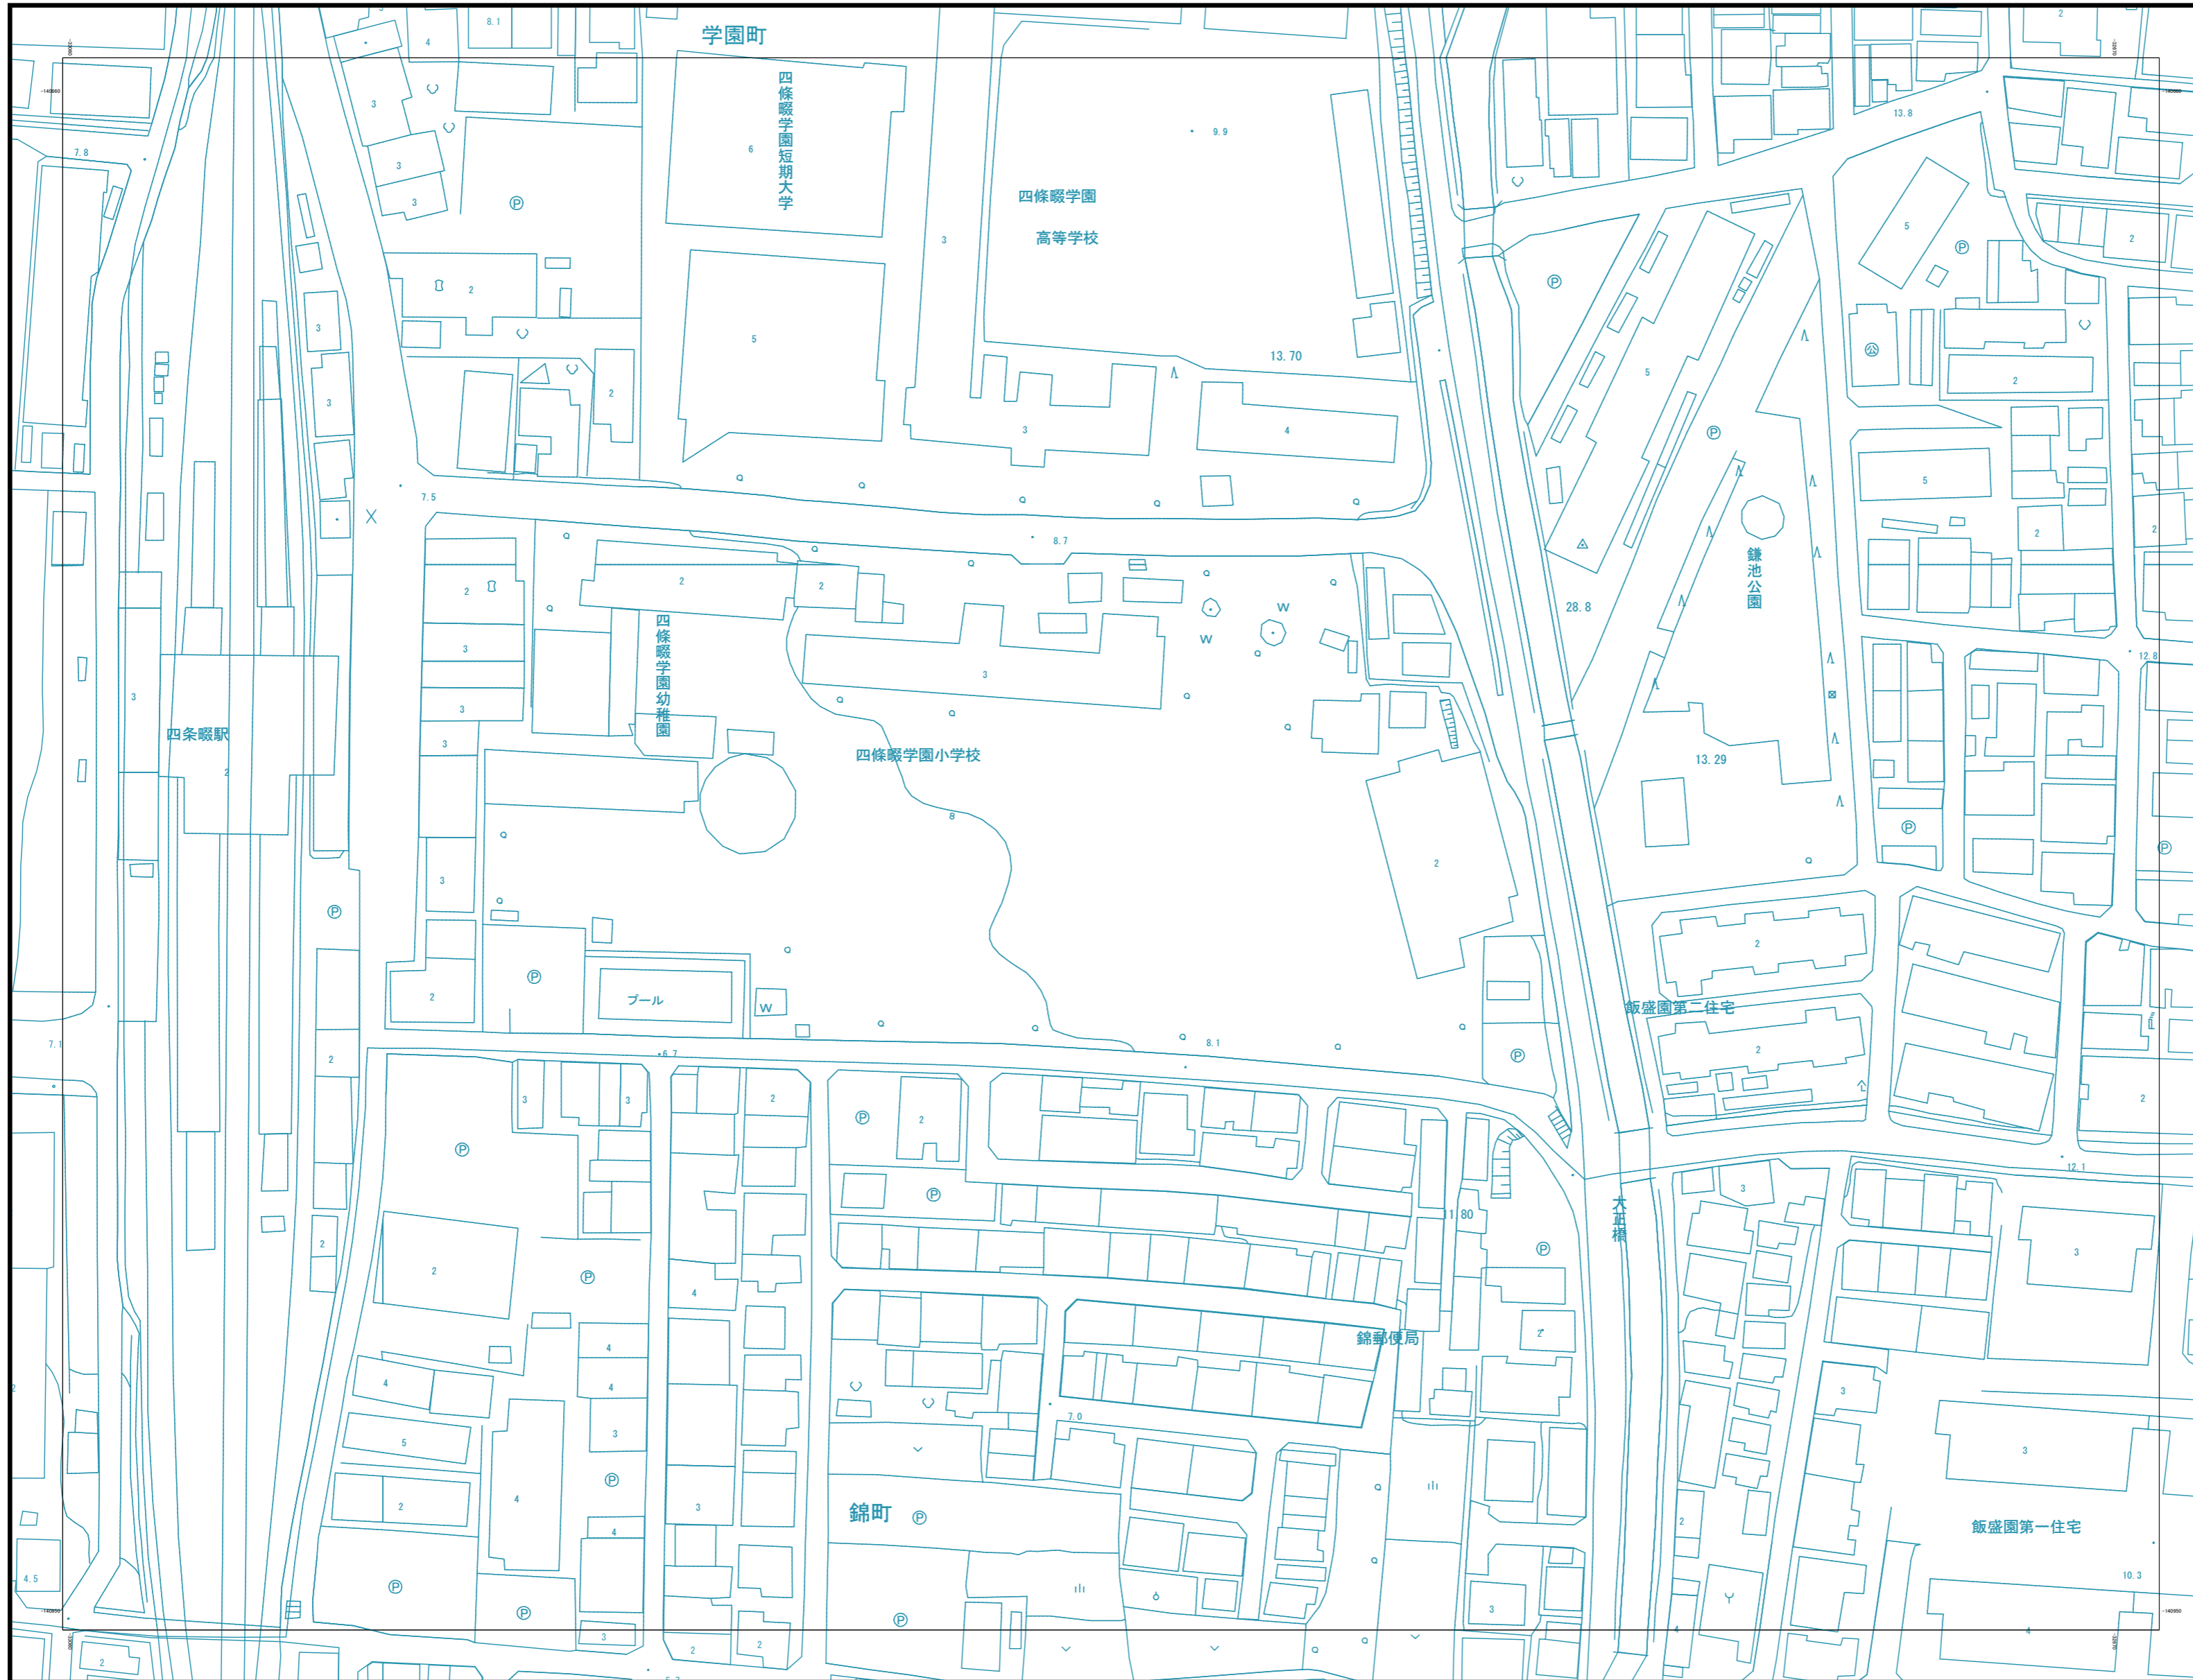 8.1
学園町
四條畷学園短期大学
9.9
四條畷学園
高等学校
13.8
7.8
13.70
7.5
8.7
四條畷学園幼稚園
四条畷駅
四條畷学園小学校
鎌池公園
28.8
12.8
13.29
8
プール
飯盛園第二住宅
7.1
6.7
8.1
12.1
大正橋
11.80
錦郵便局
7.0
錦町
飯盛園第一住宅
10.3
4.5